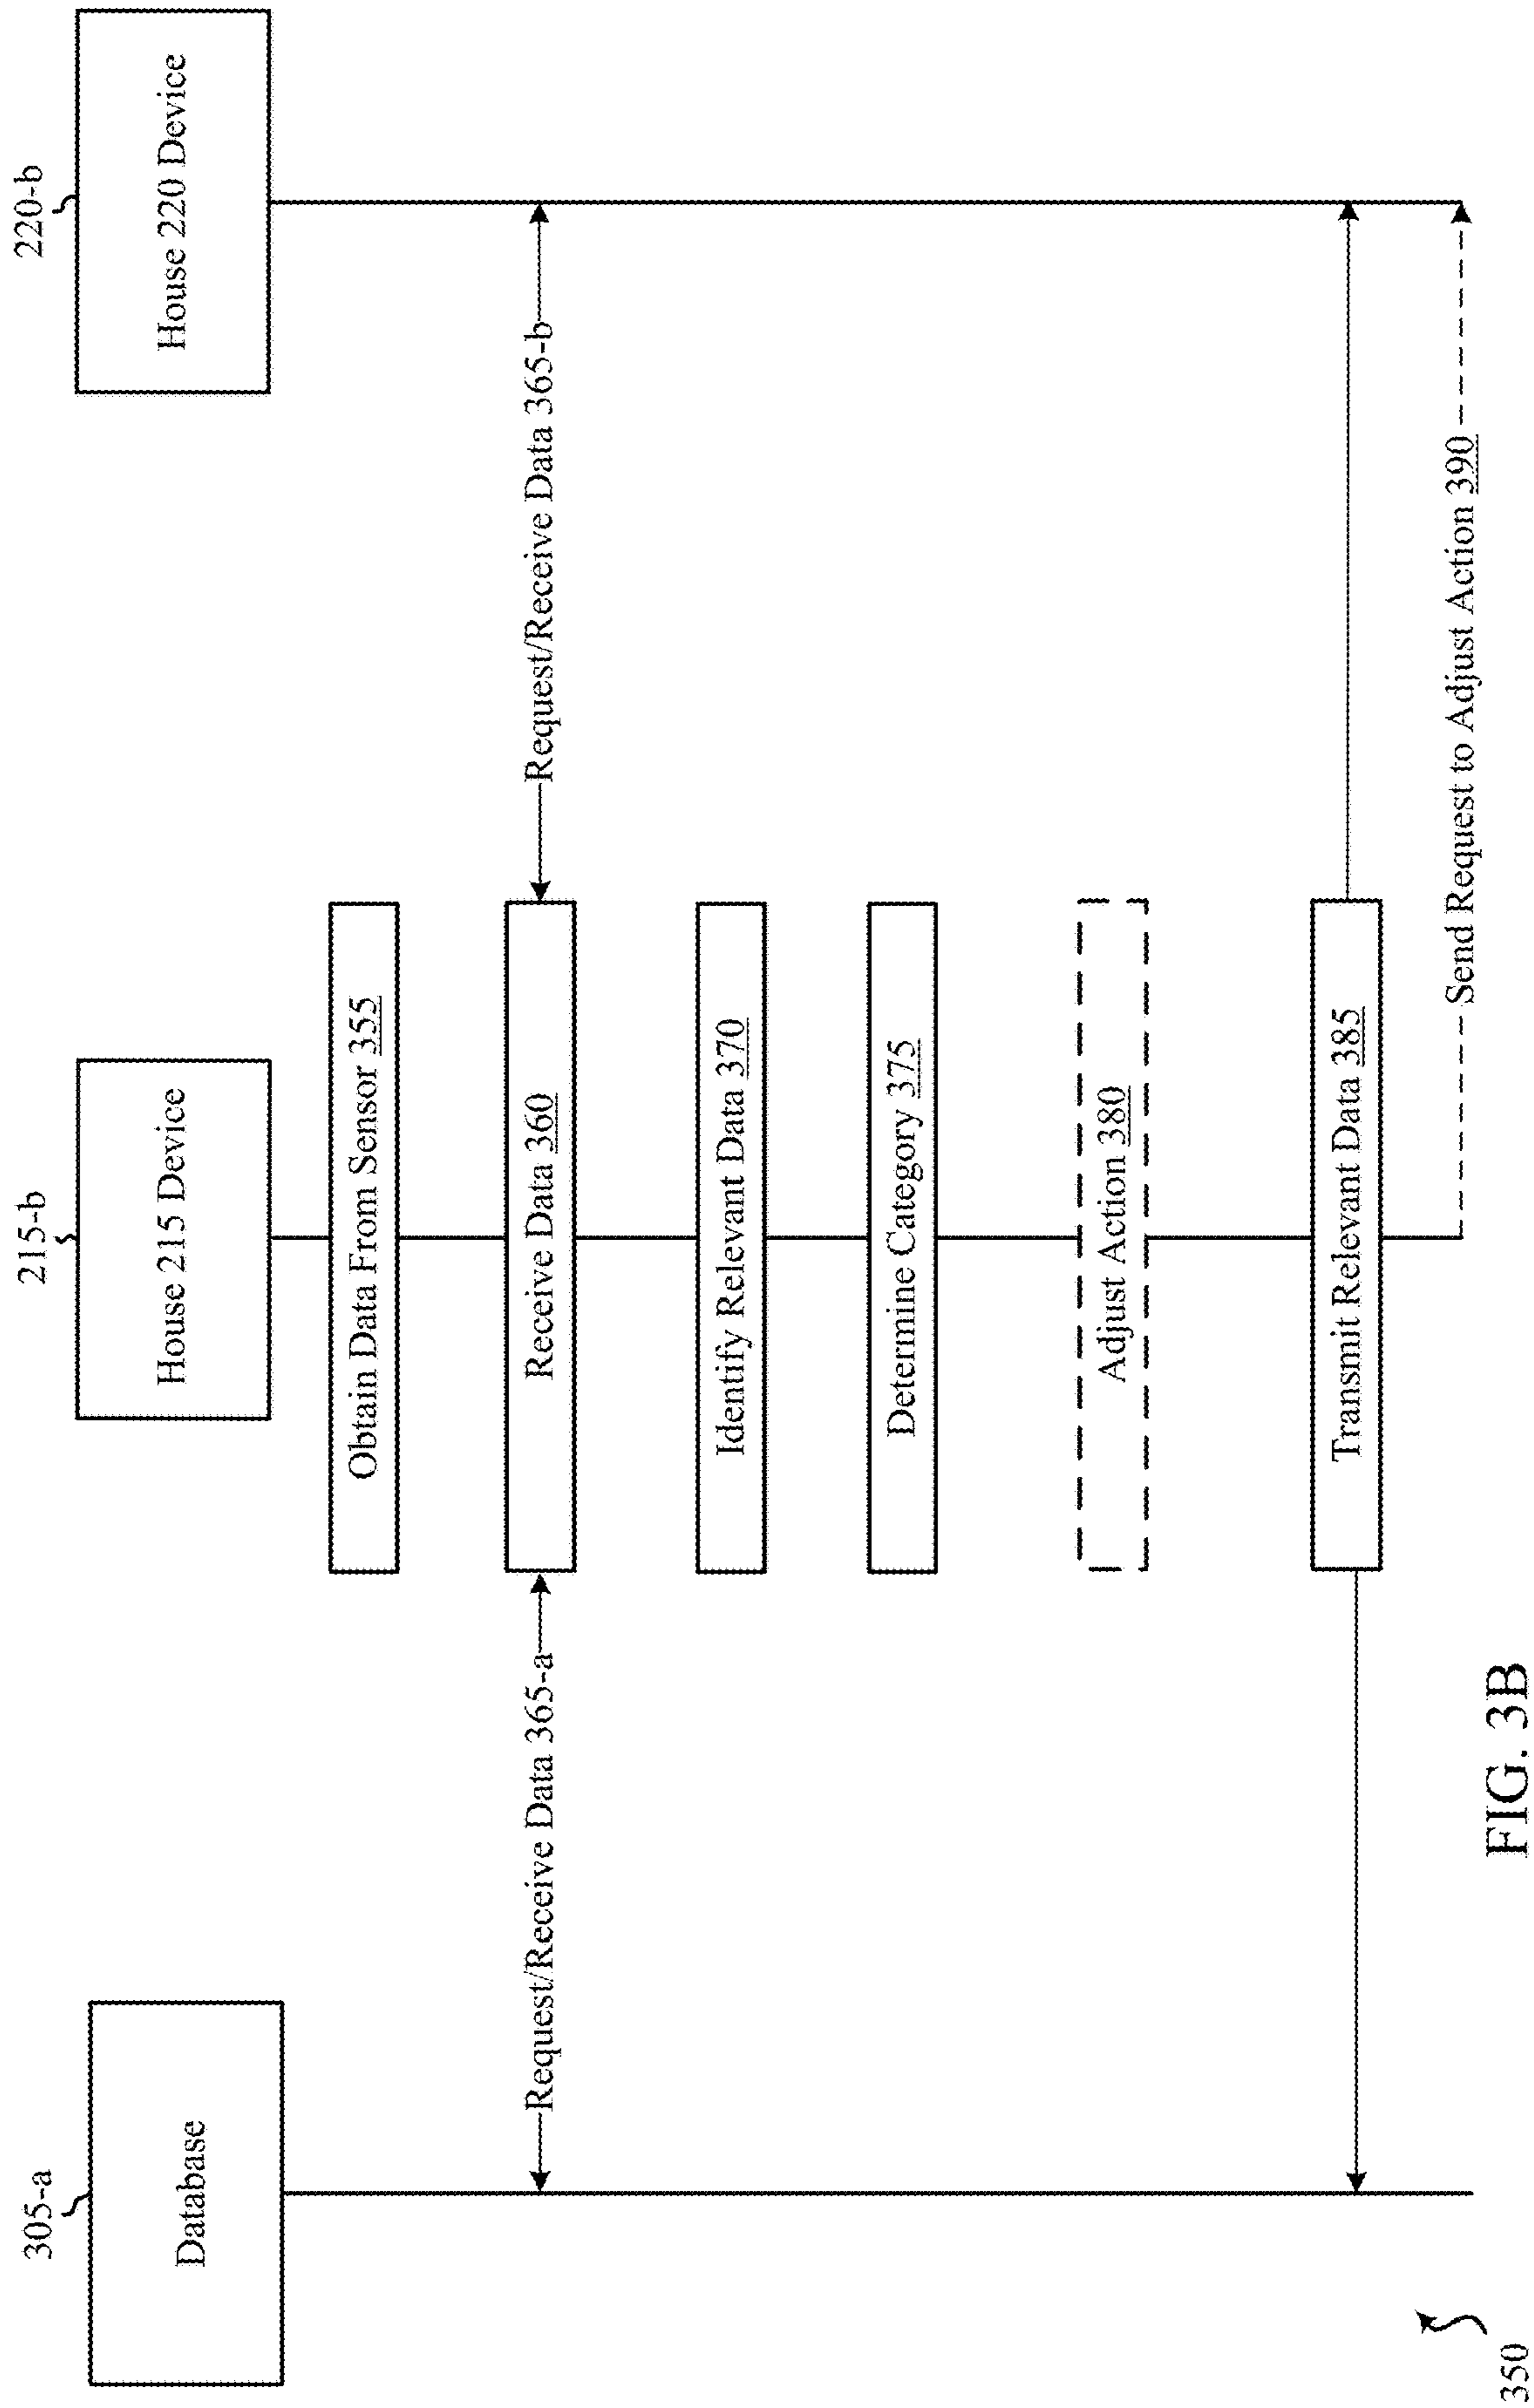 305-a
215-b
220-b
Database
House 215 Device
House 220 Device
Obtain Data From Sensor 355
Request/Receive Data 365-a
Receive Data 360
Request/Receive Data 365-b
Identify Relevant Data 370
Determine Category 375
Adjust Action 380
Transmit Relevant Data 385
Send Request to Adjust Action 390
350
FIG. 3B